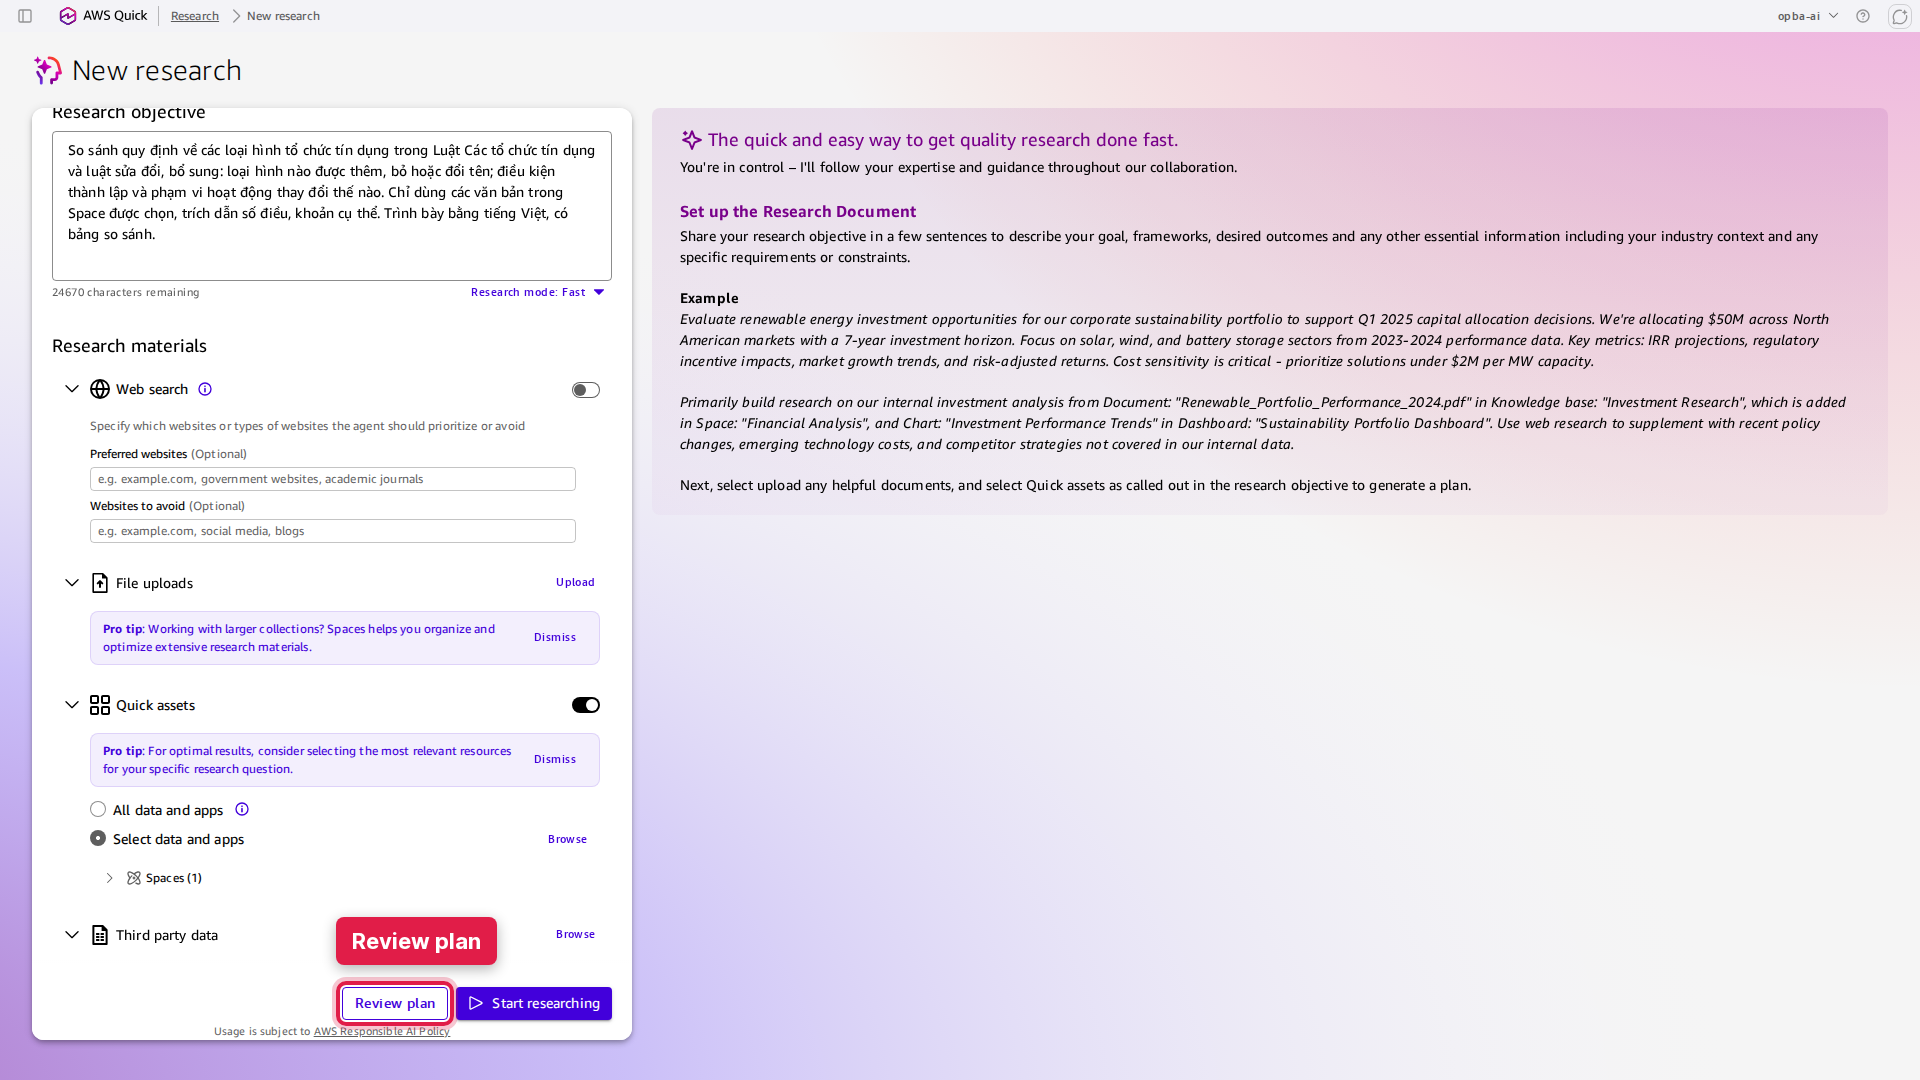 AWS Quick
Research
New research
opba-ai
New research
Research objective
So sánh quy định về các loại hình tổ chức tín dụng trong Luật Các tổ chức tín dụng
và luật sửa đổi, bổ sung: loại hình nào được thêm, bỏ hoặc đổi tên; điều kiện
thành lập và phạm vi hoạt động thay đổi thế nào. Chỉ dùng các văn bản trong
Space được chọn, trích dẫn số điều, khoản cụ thể. Trình bày bằng tiếng Việt, có
bảng so sánh.
24670 characters remaining
Research mode: Fast
Research materials
Web search
Specify which websites or types of websites the agent should prioritize or avoid
Preferred websites (Optional)
e.g. example.com, government websites, academic journals
Websites to avoid (Optional)
e.g. example.com, social media, blogs
File uploads
Upload
Pro tip: Working with larger collections? Spaces helps you organize and
optimize extensive research materials.
Dismiss
Quick assets
Pro tip: For optimal results, consider selecting the most relevant resources
for your specific research question.
Dismiss
All data and apps
Select data and apps
Browse
Spaces (1)
Third party data
Browse
Review plan
Review plan
Start researching
Usage is subject to AWS Responsible AI Policy
The quick and easy way to get quality research done fast.
You're in control – I'll follow your expertise and guidance throughout our collaboration.
Set up the Research Document
Share your research objective in a few sentences to describe your goal, frameworks, desired outcomes and any other essential information including your industry context and any
specific requirements or constraints.
Example
Evaluate renewable energy investment opportunities for our corporate sustainability portfolio to support Q1 2025 capital allocation decisions. We're allocating $50M across North
American markets with a 7-year investment horizon. Focus on solar, wind, and battery storage sectors from 2023-2024 performance data. Key metrics: IRR projections, regulatory
incentive impacts, market growth trends, and risk-adjusted returns. Cost sensitivity is critical - prioritize solutions under $2M per MW capacity.
Primarily build research on our internal investment analysis from Document: "Renewable_Portfolio_Performance_2024.pdf" in Knowledge base: "Investment Research", which is added
in Space: "Financial Analysis", and Chart: "Investment Performance Trends" in Dashboard: "Sustainability Portfolio Dashboard". Use web research to supplement with recent policy
changes, emerging technology costs, and competitor strategies not covered in our internal data.
Next, select upload any helpful documents, and select Quick assets as called out in the research objective to generate a plan.